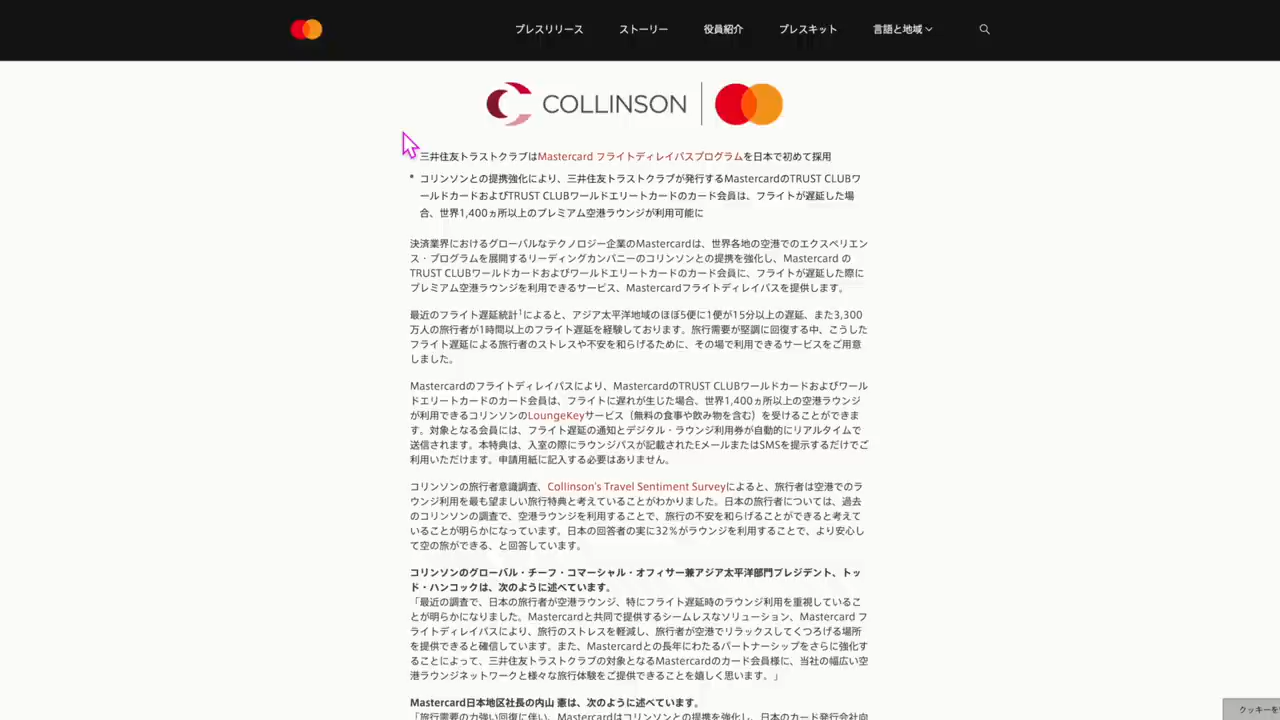 プレスリリース ストーリー 役員紹介 プレスキット 言語と地域
COLLINSON
三井住友トラストクラブはMastercard フライトディレイパスプログラムを日本で初めて採用
* コリンソンとの提携強化により、三井住友トラストクラブが発行するMastercardのTRUST CLUBワ
ールドカードおよびTRUST CLUBワールドエリートカードのカード会員は、フライトが遅延した場
合、世界1,400ヵ所以上のプレミアム空港ラウンジが利用可能に
決済業界におけるグローバルなテクノロジー企業のMastercardは、世界各地の空港でのエクスペリエン
ス・プログラムを展開するリーディングカンパニーのコリンソンとの提携を強化し、Mastercard の
TRUST CLUBワールドカードおよびワールドエリートカードのカード会員に、フライトが遅延した際に
プレミアム空港ラウンジを利用できるサービス、Mastercardフライトディレイパスを提供します。
最近のフライト遅延統計¹によると、アジア太平洋地域のほぼ5便に1便が15分以上の遅延、また3,300
万人の旅行者が1時間以上のフライト遅延を経験しております。旅行需要が堅調に回復する中、こうした
フライト遅延による旅行者のストレスや不安を和らげるために、その場で利用できるサービスをご用意
しました。
Mastercardのフライトディレイパスにより、MastercardのTRUST CLUBワールドカードおよびワール
ドエリートカードのカード会員は、フライトに遅れが生じた場合、世界1,400ヵ所以上の空港ラウンジ
が利用できるコリンソンのLoungeKeyサービス（無料の食事や飲み物を含む）を受けることができま
す。対象となる会員には、フライト遅延の通知とデジタル・ラウンジ利用券が自動的にリアルタイムで
送信されます。本特典は、入室の際にラウンジパスが記載されたEメールまたはSMSを提示するだけでご
利用いただけます。申請用紙に記入する必要はありません。
コリンソンの旅行者意識調査、Collinson's Travel Sentiment Surveyによると、旅行者は空港でのラ
ウンジ利用を最も望ましい旅行特典と考えていることがわかりました。日本の旅行者については、過去
のコリンソンの調査で、空港ラウンジを利用することで、旅行の不安を和らげることができると考えて
いることが明らかになっています。日本の回答者の実に32％がラウンジを利用することで、より安心し
て空の旅ができる、と回答しています。
コリンソンのグローバル・チーフ・コマーシャル・オフィサー兼アジア太平洋部門プレジデント、トッ
ド・ハンコックは、次のように述べています。
「最近の調査で、日本の旅行者が空港ラウンジ、特にフライト遅延時のラウンジ利用を重視しているこ
とが明らかになりました。Mastercardと共同で提供するシームレスなソリューション、Mastercard フ
ライトディレイパスにより、旅行のストレスを軽減し、旅行者が空港でリラックスしてくつろげる場所
を提供できると確信しています。また、Mastercardとの長年にわたるパートナーシップをさらに強化す
ることによって、三井住友トラストクラブの対象となるMastercardのカード会員様に、当社の幅広い空
港ラウンジネットワークと様々な旅行体験をご提供できることを嬉しく思います。」
Mastercard日本地区社長の内山 憲は、次のように述べています。
「旅行需要の力強い回復に伴い、Mastercardはコリンソンとの提携を強化し、日本のカード発行会社向
クッキーを